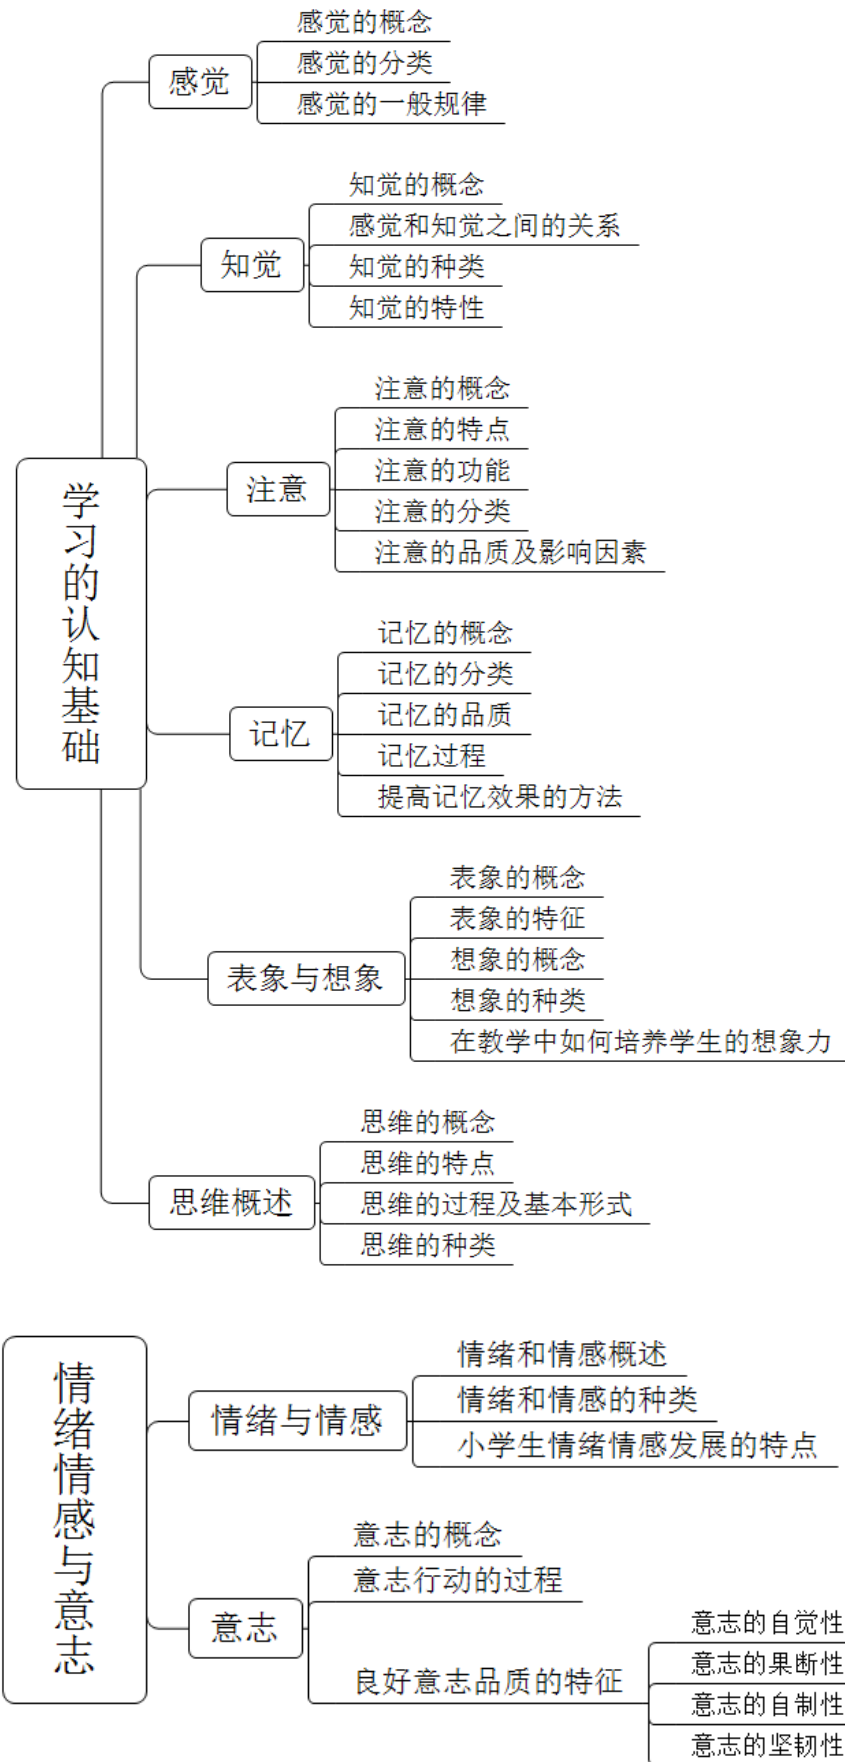 学习的认知基础
感觉
感觉的概念
感觉的分类
感觉的一般规律
知觉
知觉的概念
感觉和知觉之间的关系
知觉的种类
知觉的特性
注意
注意的概念
注意的特点
注意的功能
注意的分类
注意的品质及影响因素
记忆
记忆的概念
记忆的分类
记忆的品质
记忆过程
提高记忆效果的方法
表象与想象
表象的概念
表象的特征
想象的概念
想象的种类
在教学中如何培养学生的想象力
思维概述
思维的概念
思维的特点
思维的过程及基本形式
思维的种类
情绪情感与意志
情绪与情感
情绪和情感概述
情绪和情感的种类
小学生情绪情感发展的特点
意志
意志的概念
意志行动的过程
良好意志品质的特征
意志的自觉性
意志的果断性
意志的自制性
意志的坚韧性